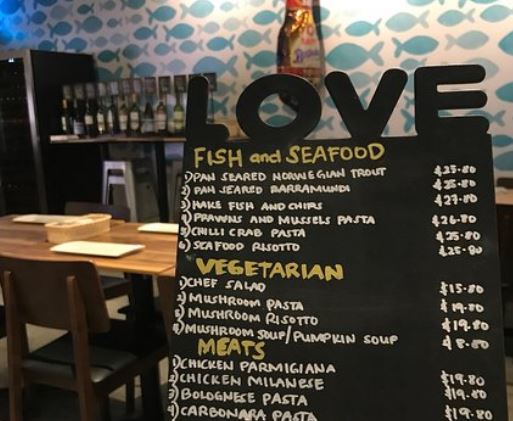 LOVE
FISH and SEAFOOD
1) PAN SEARED NORWEGIAN TROUT $25.80
2) PAN SEARED BARRAMUNDI $25.80
3) HAKE FISH AND CHIPS $27.80
4) PRAWNS AND MUSSELS PASTA $26.80
5) CHILLI CRAB PASTA $25.80
6) SEAFOOD RISOTTO $25.80
VEGETARIAN
1) CHEF SALAD $15.80
2) MUSHROOM PASTA $19.80
3) MUSHROOM RISOTTO $19.80
4) MUSHROOM SOUP/PUMPKIN SOUP $8.80
MEATS
1) CHICKEN PARMIGIANA $19.80
2) CHICKEN MILANESE $19.80
3) BOLOGNESE PASTA
4) CARBONARA PASTA $19.80